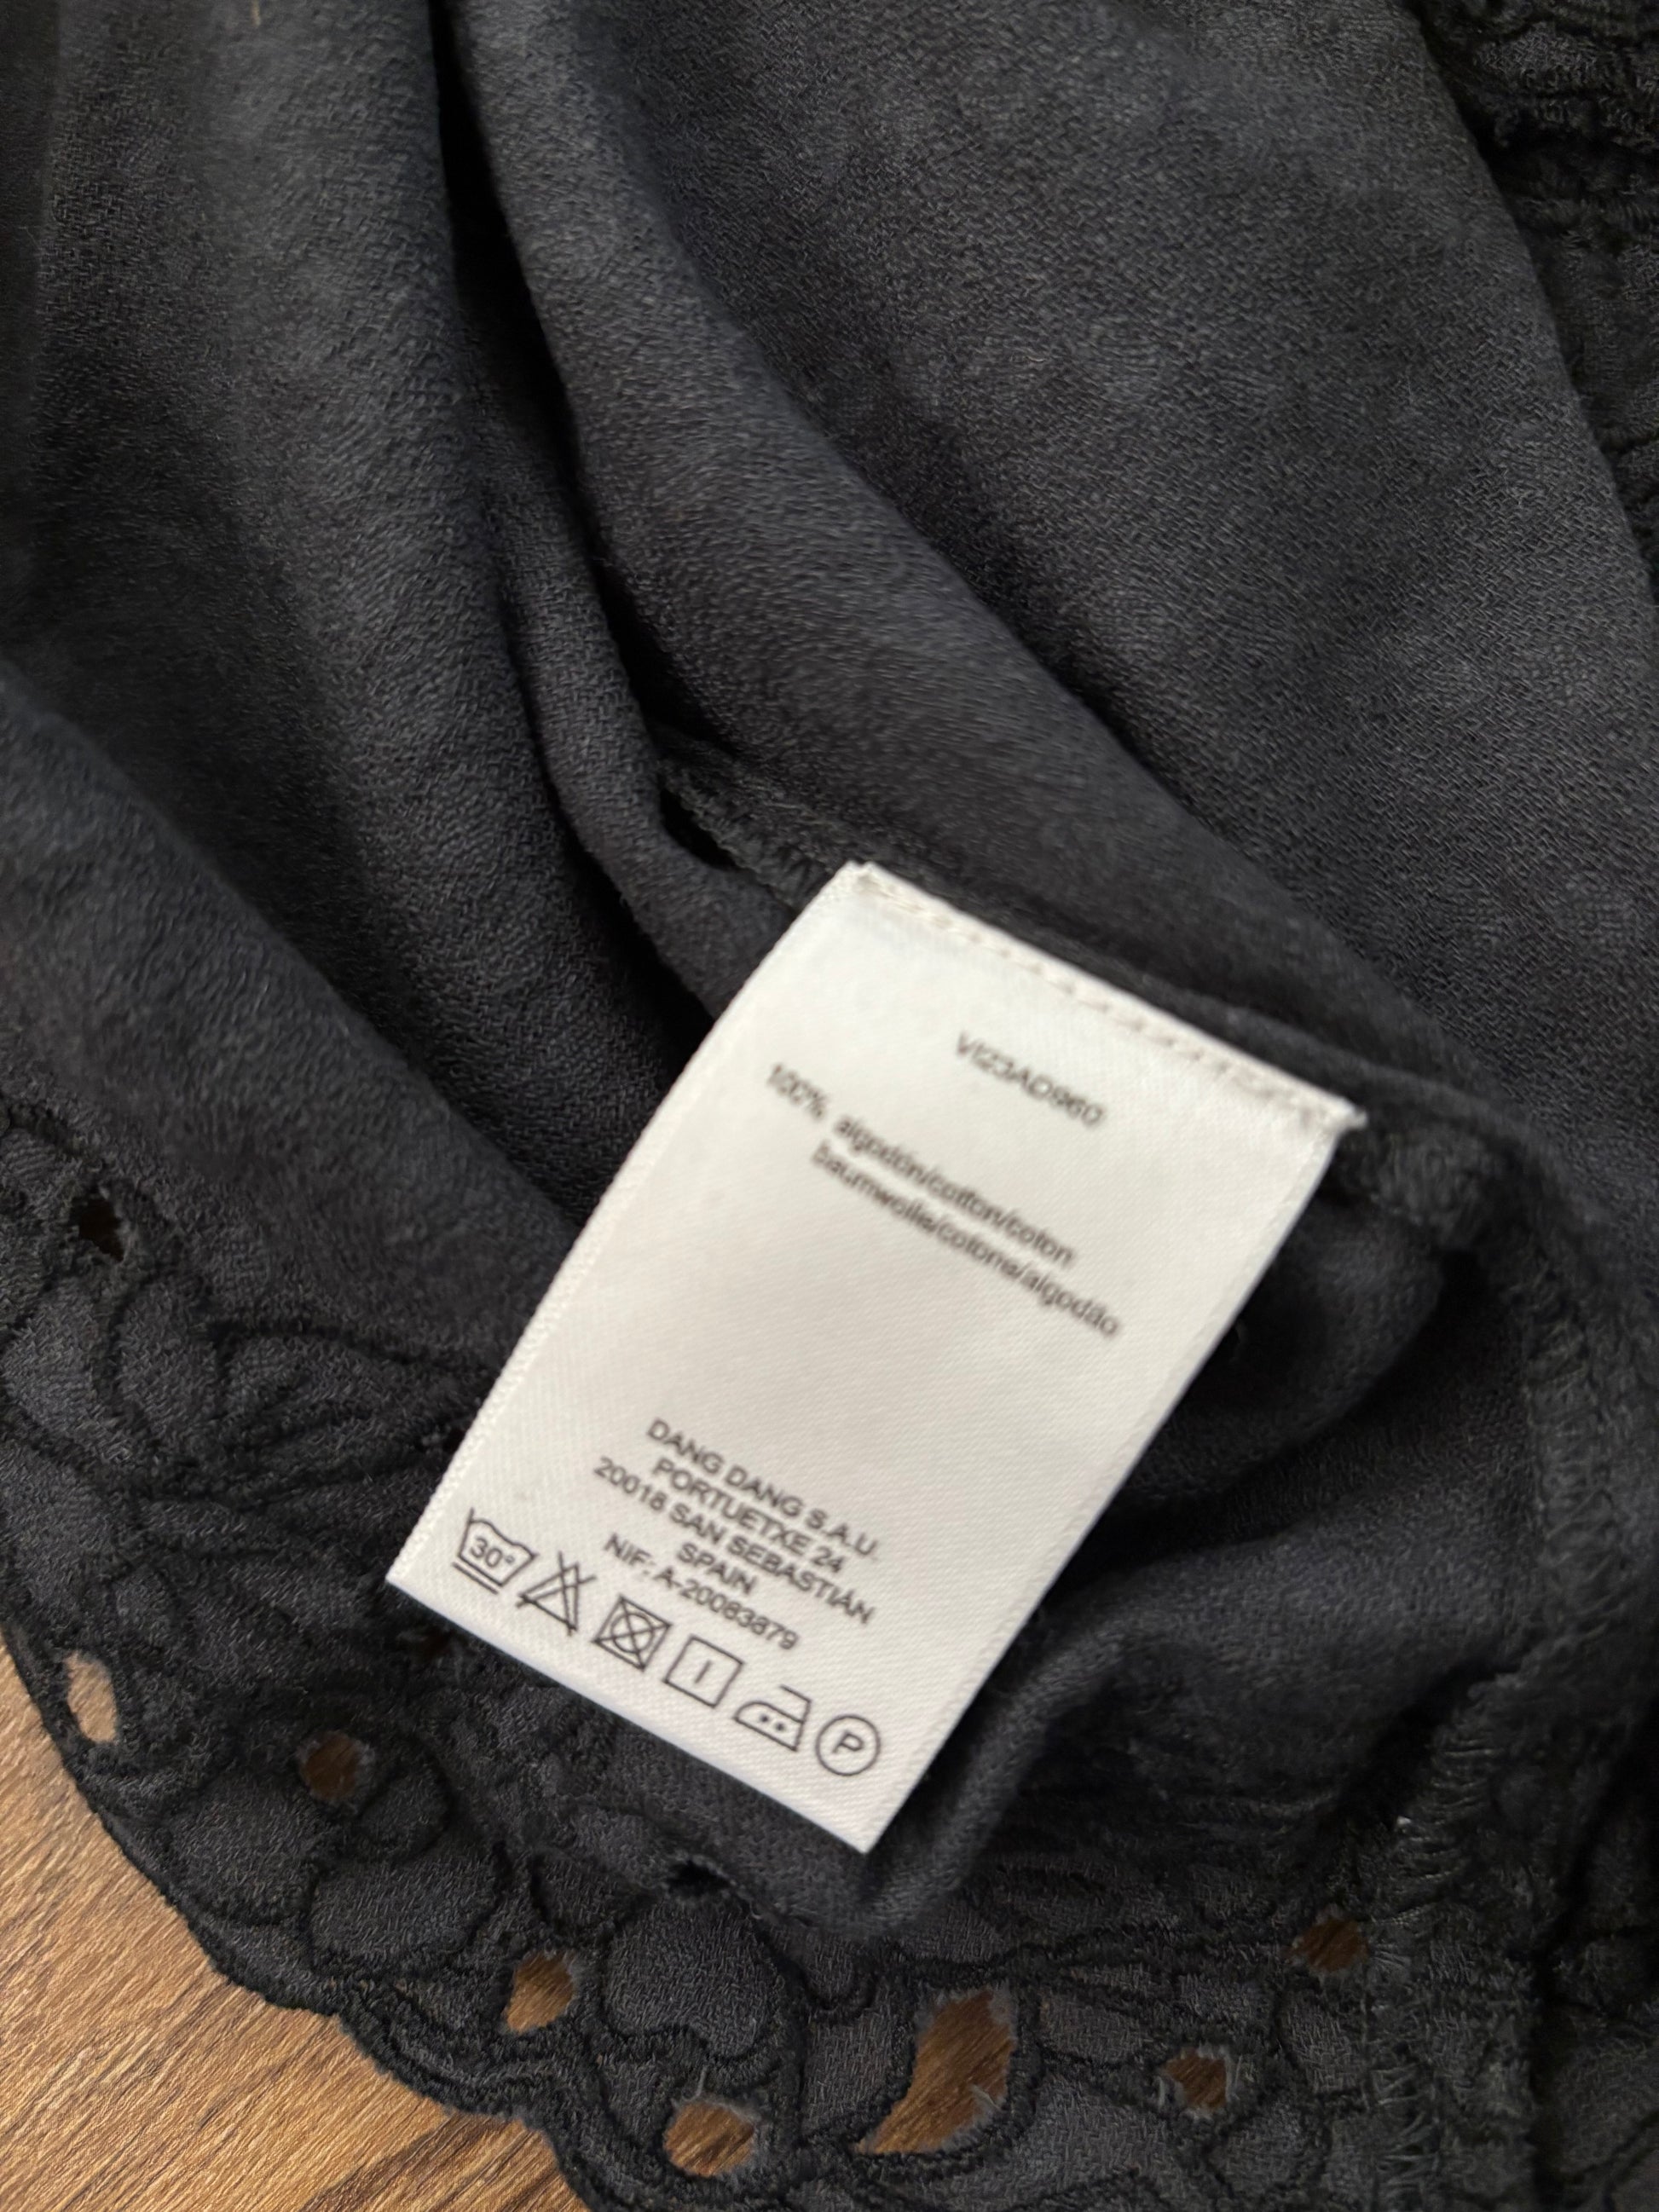 VI23AD960
100% algodón/cotton/coton
baumwolle/cotone/algodão
DANG DANG S.A.U.
PORTUETXE 24
20018 SAN SEBASTIÁN
SPAIN
NIF: A-20083879
30°
P